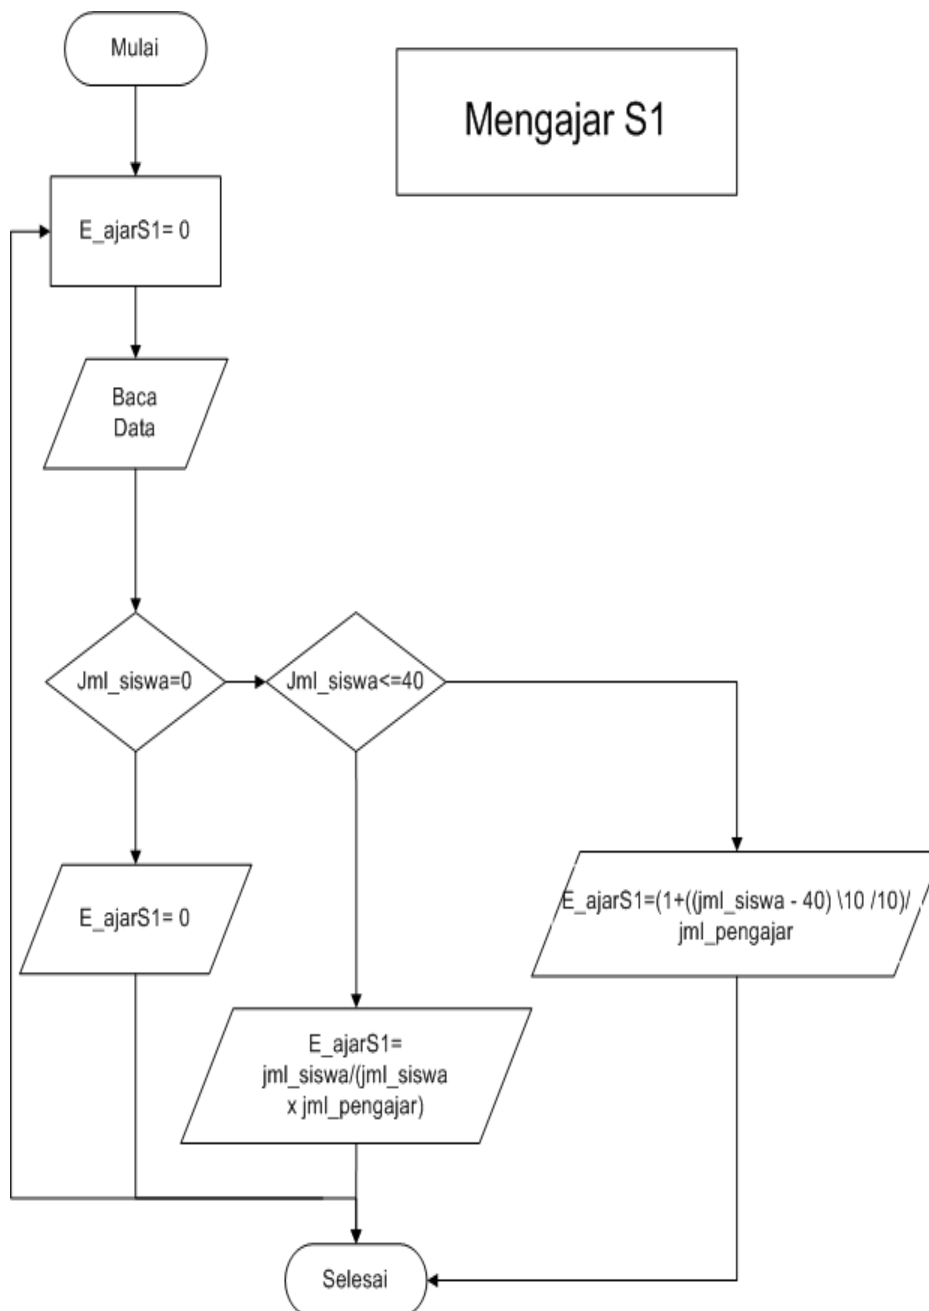 Mulai
Mengajar S1
E_ajarS1= 0
Baca
Data
Jml_siswa=0
Jml_siswa<=40
E_ajarS1= 0
E_ajarS1=(1+((jml_siswa - 40) \10 /10)/
jml_pengajar
E_ajarS1=
jml_siswa/(jml_siswa
x jml_pengajar)
Selesai